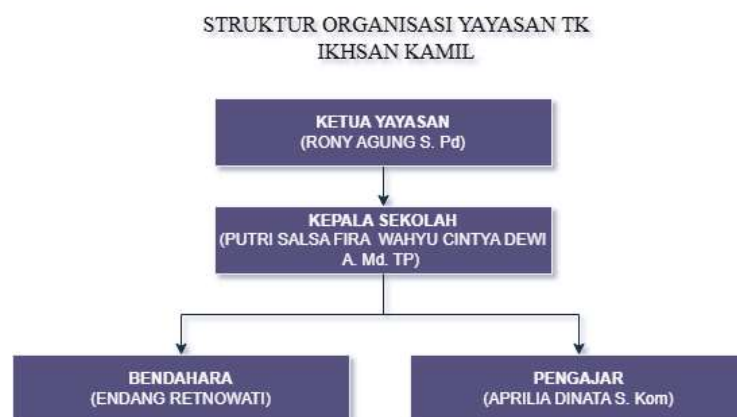 STRUKTUR ORGANISASI YAYASAN TK
IKHSAN KAMIL
KETUA YAYASAN
(RONY AGUNG S. Pd)
KEPALA SEKOLAH
(PUTRI SALSA FIRA WAHYU CINTYA DEWI
A. Md. TP)
BENDAHARA
(ENDANG RETNOWATI)
PENGAJAR
(APRILIA DINATA S. Kom)